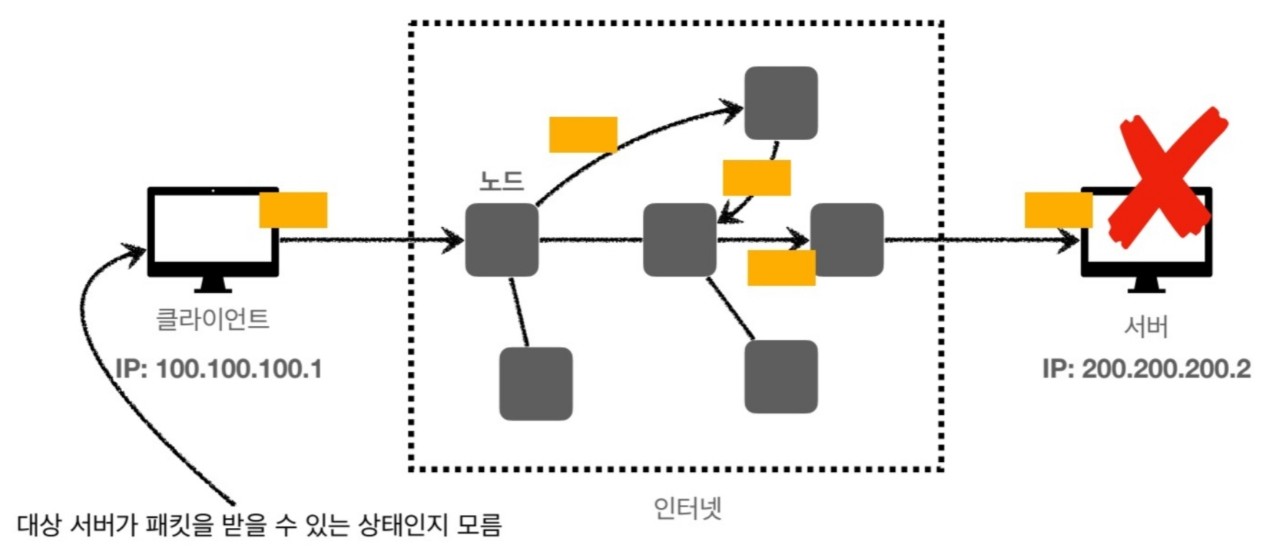 노드
클라이언트
IP: 100.100.100.1
서버
IP: 200.200.200.2
인터넷
대상 서버가 패킷을 받을 수 있는 상태인지 모름